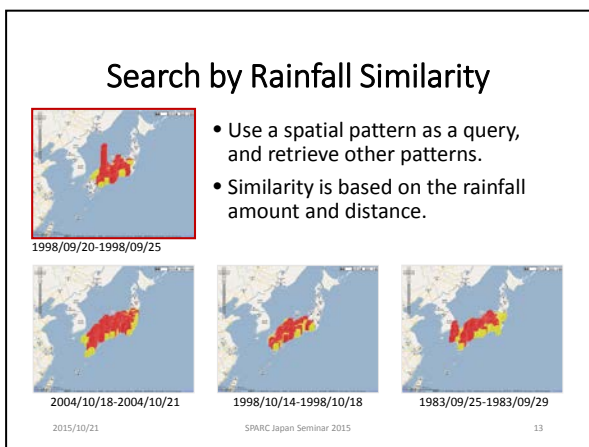 Search by Rainfall Similarity
• Use a spatial pattern as a query,
and retrieve other patterns.
• Similarity is based on the rainfall
amount and distance.
1998/09/20-1998/09/25
2004/10/18-2004/10/21
1998/10/14-1998/10/18
1983/09/25-1983/09/29
2015/10/21
SPARC Japan Seminar 2015
13